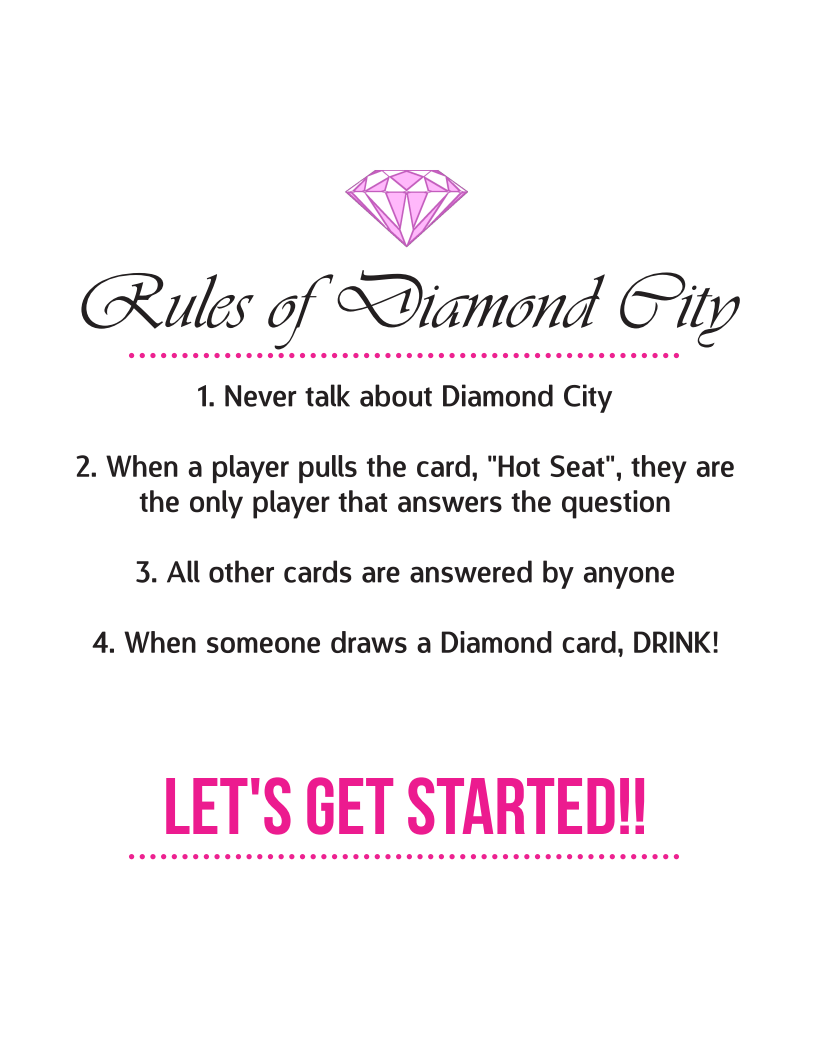 Rules of Diamond City
1. Never talk about Diamond City
2. When a player pulls the card, "Hot Seat", they are
the only player that answers the question
3. All other cards are answered by anyone
4. When someone draws a Diamond card, DRINK!
LET'S GET STARTED!!